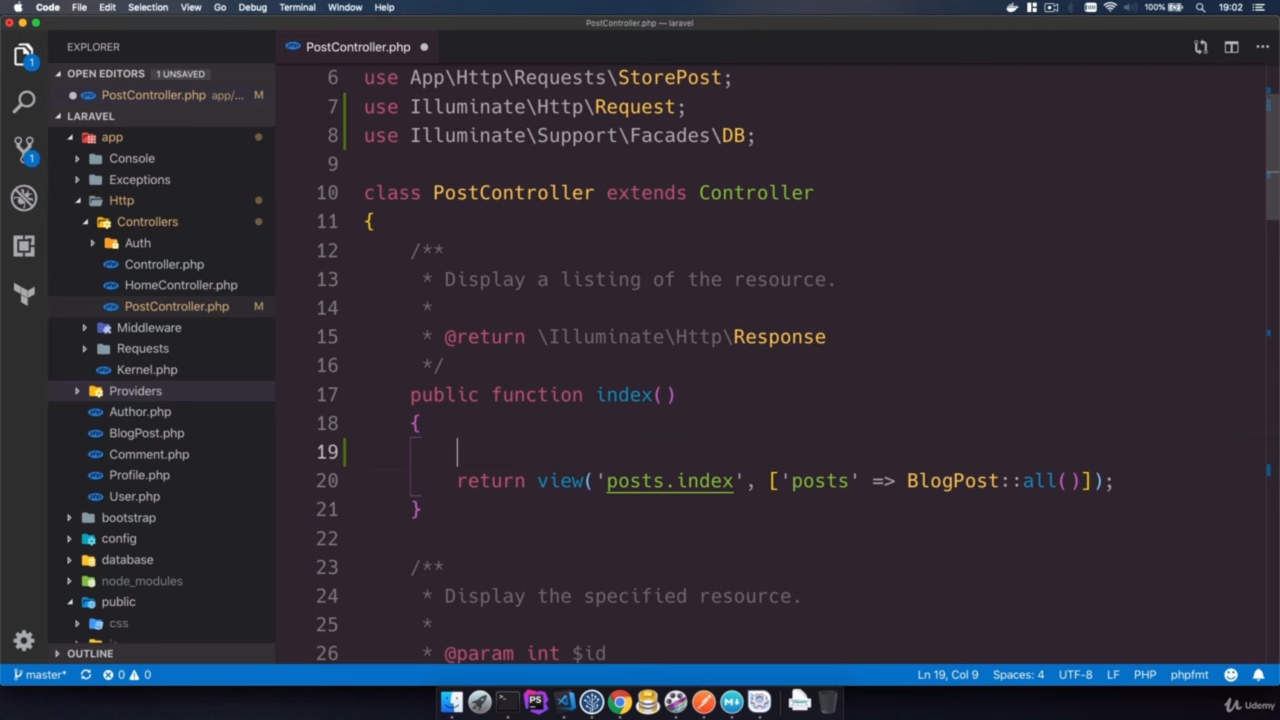 Code File Edit Selection View Go Debug Terminal Window Help 100% 19:02
PostController.php — laravel
EXPLORER
PostController.php
OPEN EDITORS 1 UNSAVED
PostController.php app/... M
LARAVEL
app
Console
Exceptions
Http
Controllers
Auth
Controller.php
HomeController.php
PostController.php M
Middleware
Requests
Kernel.php
Providers
Author.php
BlogPost.php
Comment.php
Profile.php
User.php
bootstrap
config
database
node_modules
public
css
OUTLINE
6 use App\Http\Requests\StorePost;
7 use Illuminate\Http\Request;
8 use Illuminate\Support\Facades\DB;
9
10 class PostController extends Controller
11 {
12 /**
13 * Display a listing of the resource.
14 *
15 * @return \Illuminate\Http\Response
16 */
17 public function index()
18 {
19
20 return view('posts.index', ['posts' => BlogPost::all()]);
21 }
22
23 /**
24 * Display the specified resource.
25 *
26 * @param int $id
master* 0 0 Ln 19, Col 9 Spaces: 4 UTF-8 LF PHP phpfmt
1
1
PS
M
Udemy